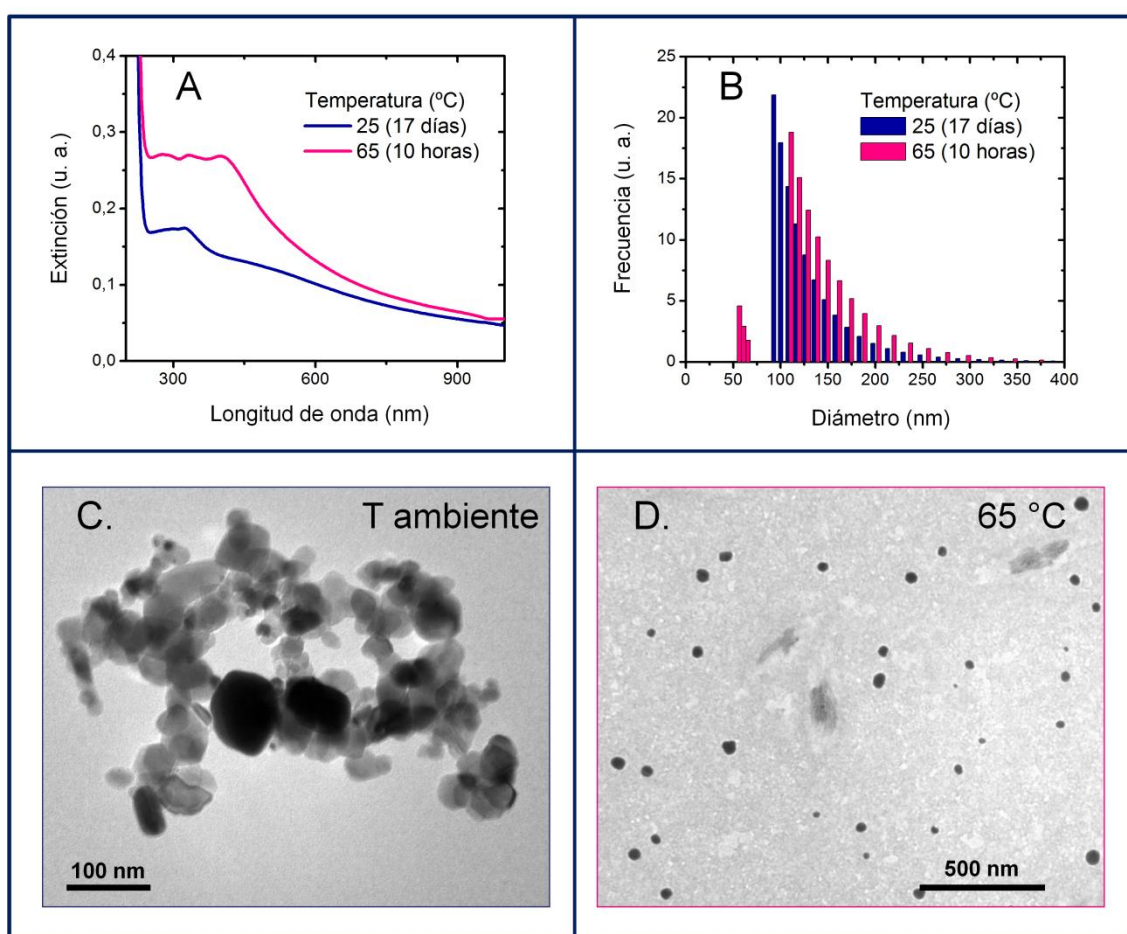 A
Temperatura (ºC)
25 (17 días)
65 (10 horas)
Extinción (u. a.)
0,4
0,3
0,2
0,1
0,0
300 600 900
Longitud de onda (nm)
B
Temperatura (ºC)
25 (17 días)
65 (10 horas)
Frecuencia (u. a.)
25
20
15
10
5
0
0 50 100 150 200 250 300 350 400
Diámetro (nm)
C. T ambiente
100 nm
D. 65 °C
500 nm